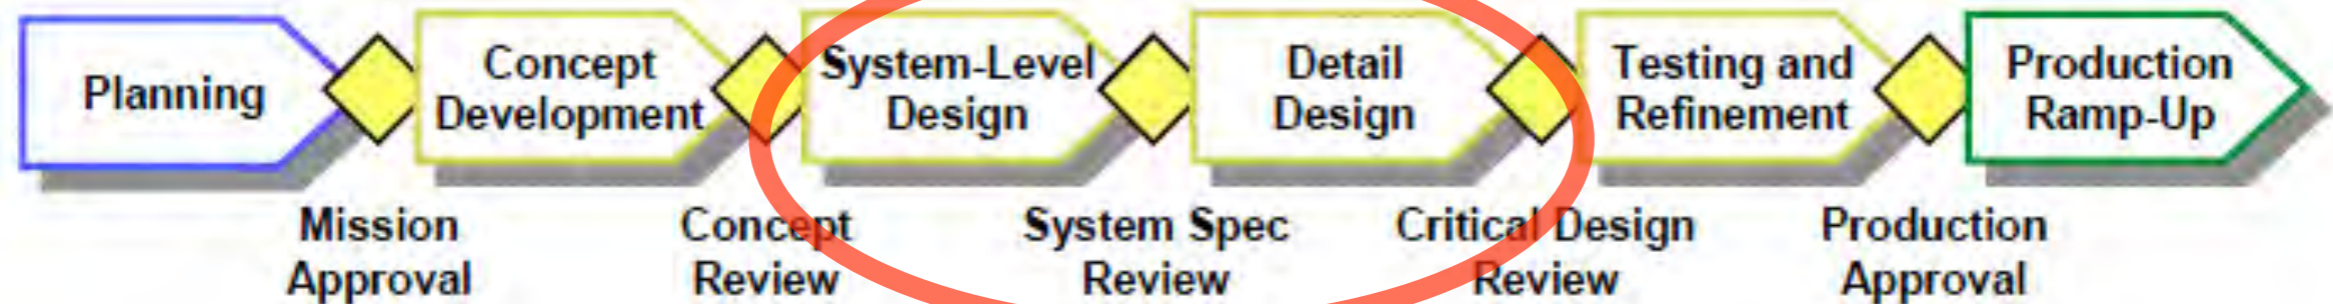 Planning
Concept
Development
System-Level
Design
Detail
Design
Testing and
Refinement
Production
Ramp-Up
Mission
Approval
Concept
Review
System Spec
Review
Critical Design
Review
Production
Approval